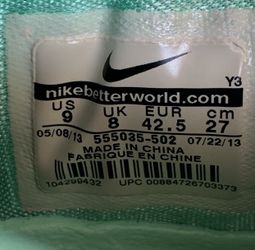 Y3
nikebetterworld.com
US UK EUR cm
9 8 42.5 27
05/08/13 555035-502 07/22/13
MADE IN CHINA
FABRIQUE EN CHINE
104299432 UPC 00884726703373